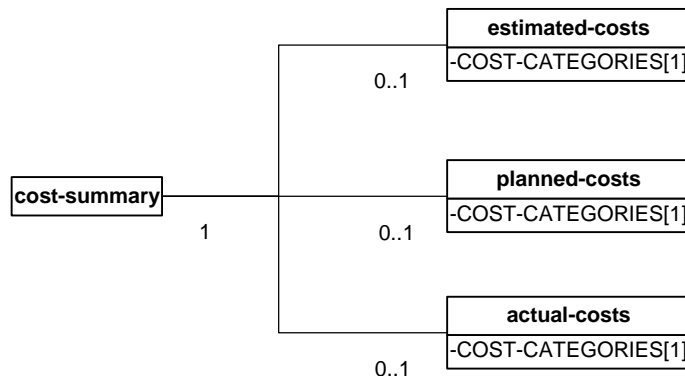 estimated-costs
-COST-CATEGORIES[1]
0..1
planned-costs
-COST-CATEGORIES[1]
cost-summary
1
0..1
actual-costs
-COST-CATEGORIES[1]
0..1